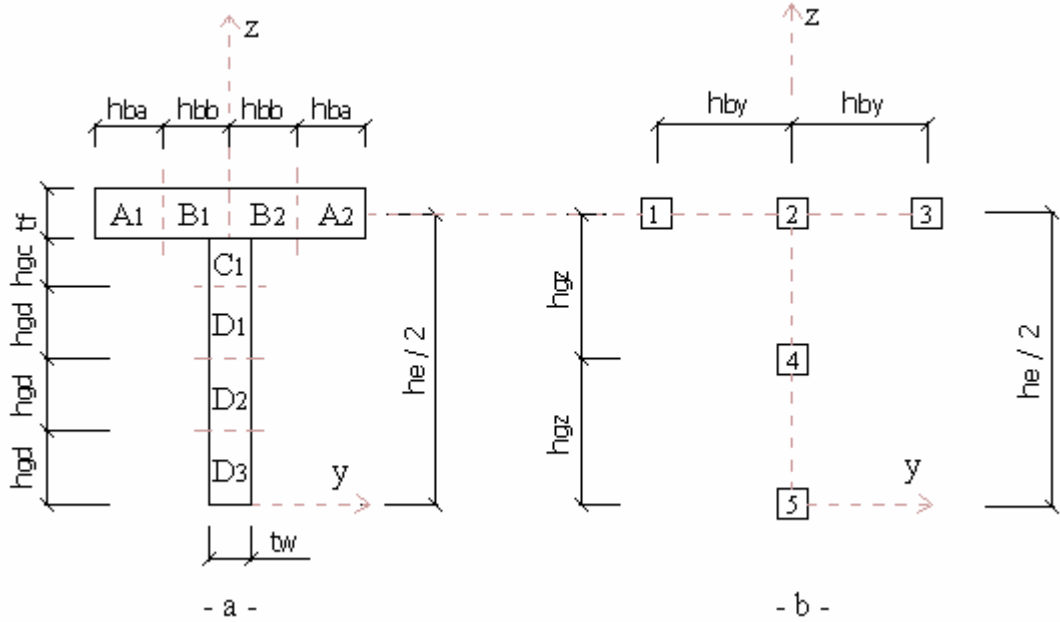 z
hba hbb hbb hba
A1 B1 B2 A2
tf
hgc
C1
hgd
D1
hgd
D2
hgd
D3
he / 2
y
tw
- a -
z
hby hby
1 2 3
hgz
4
hgz
5
he / 2
y
- b -